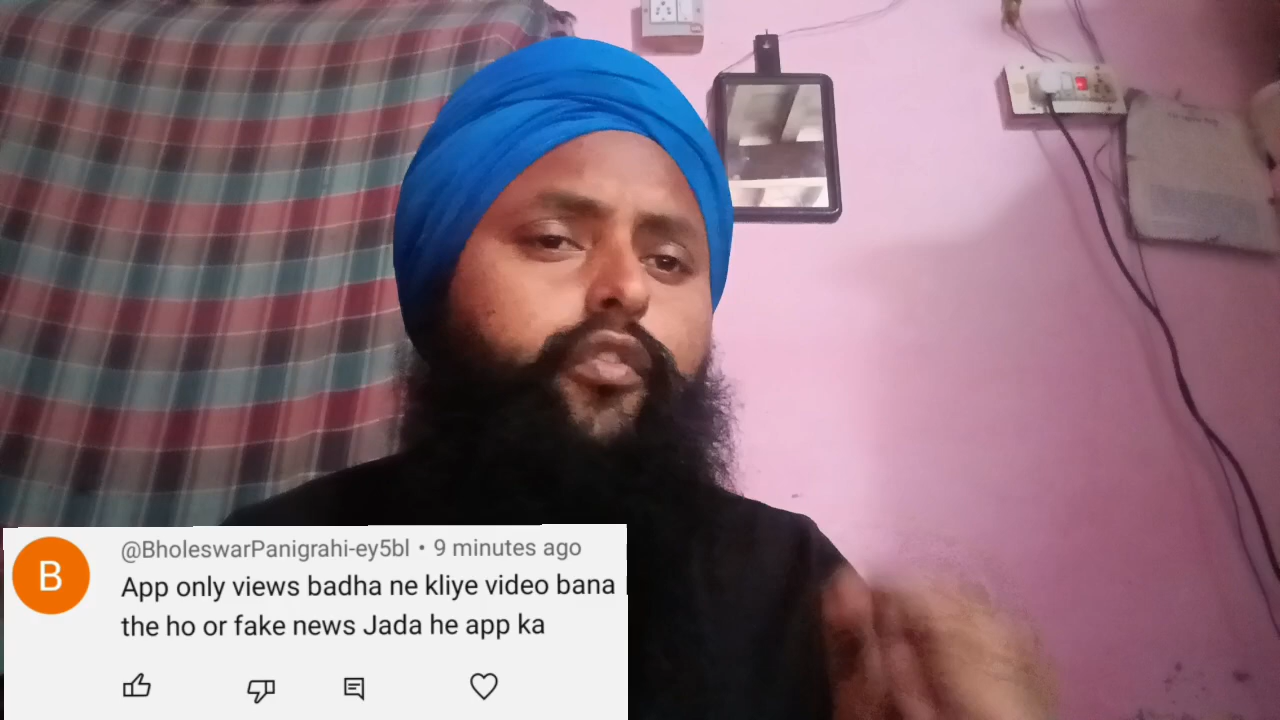 B
@BholeswarPanigrahi-ey5bl • 9 minutes ago
App only views badha ne kliye video bana
the ho or fake news Jada he app ka